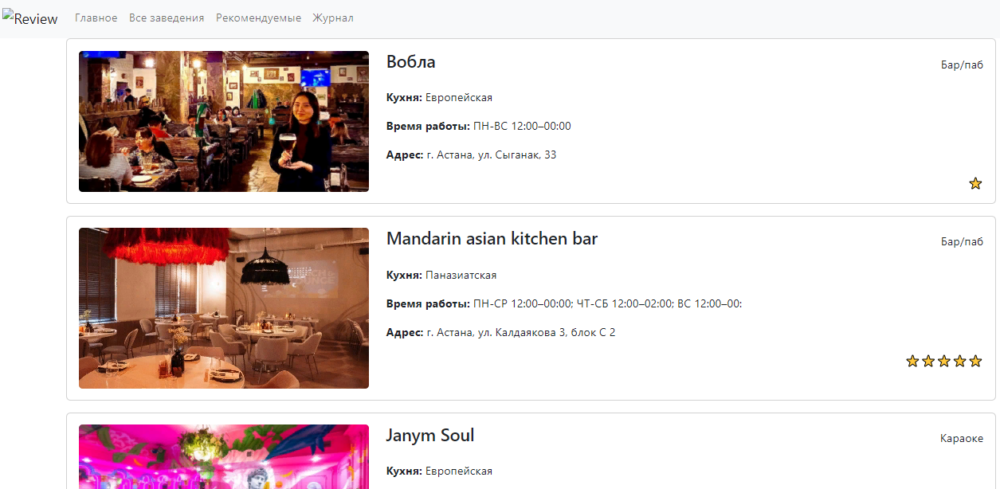 Review Главное Все заведения Рекомендуемые Журнал
Вобла
Бар/паб
Кухня: Европейская
Время работы: ПН-ВС 12:00–00:00
Адрес: г. Астана, ул. Сыганак, 33
Mandarin asian kitchen bar
Бар/паб
Кухня: Паназиатская
Время работы: ПН-СР 12:00–00:00; ЧТ-СБ 12:00–02:00; ВС 12:00–00:
Адрес: г. Астана, ул. Калдаякова 3, блок С 2
Janym Soul
Караоке
Кухня: Европейская